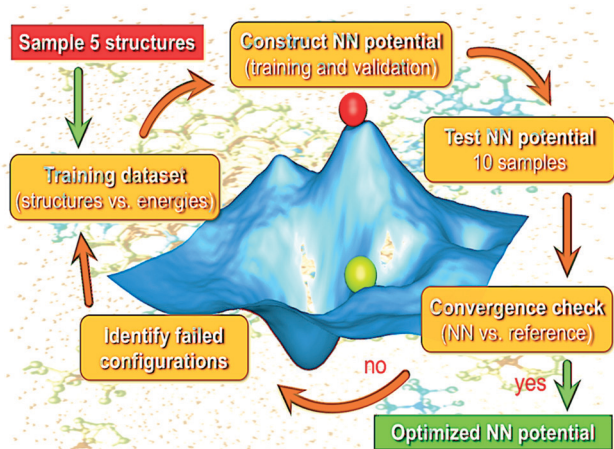 Sample 5 structures
Construct NN potential
(training and validation)
Test NN potential
10 samples
Training dataset
(structures vs. energies)
Convergence check
(NN vs. reference)
Identify failed
configurations
no
yes
Optimized NN potential